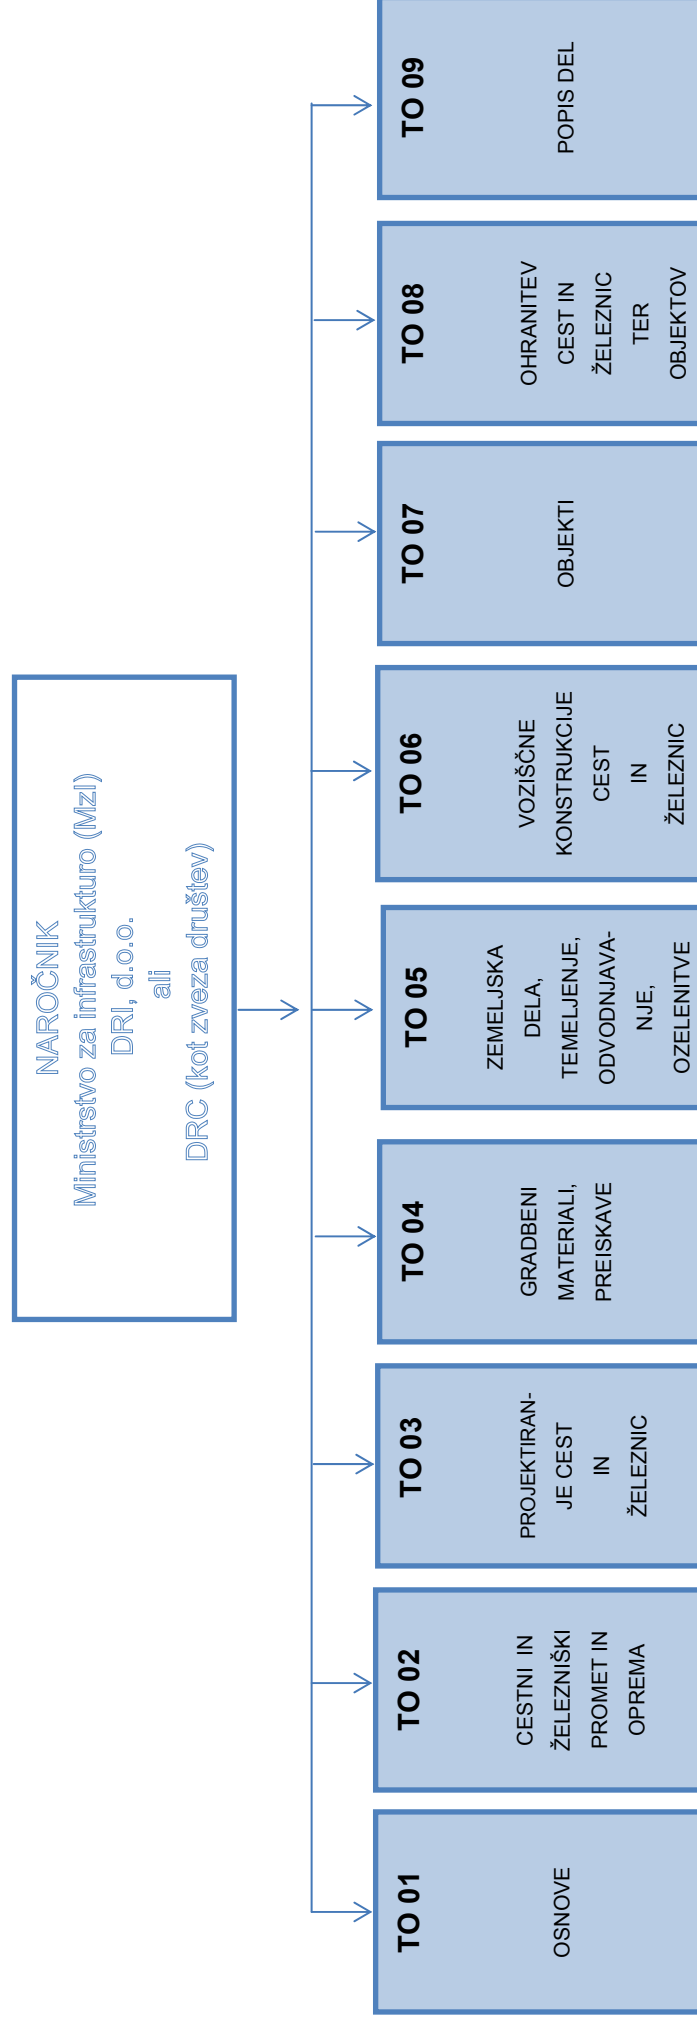 NAROČNIK
Ministrstvo za infrastrukturo (MzI)
DRI, d.o.o.
ali
DRC (kot zveza društev)
TO 01
OSNOVE
TO 02
CESTNI IN
ŽELEZNIŠKI
PROMET IN
OPREMA
TO 03
PROJEKTIRAN-
JE CEST
IN
ŽELEZNIC
TO 04
GRADBENI
MATERIALI,
PREISKAVE
TO 05
ZEMELJSKA
DELA,
TEMELJENJE,
ODVODNJAVA-
NJE,
OZELENITVE
TO 06
VOZIŠČNE
KONSTRUKCIJE
CEST
IN
ŽELEZNIC
TO 07
OBJEKTI
TO 08
OHRANITEV
CEST IN
ŽELEZNIC
TER
OBJEKTOV
TO 09
POPIS DEL